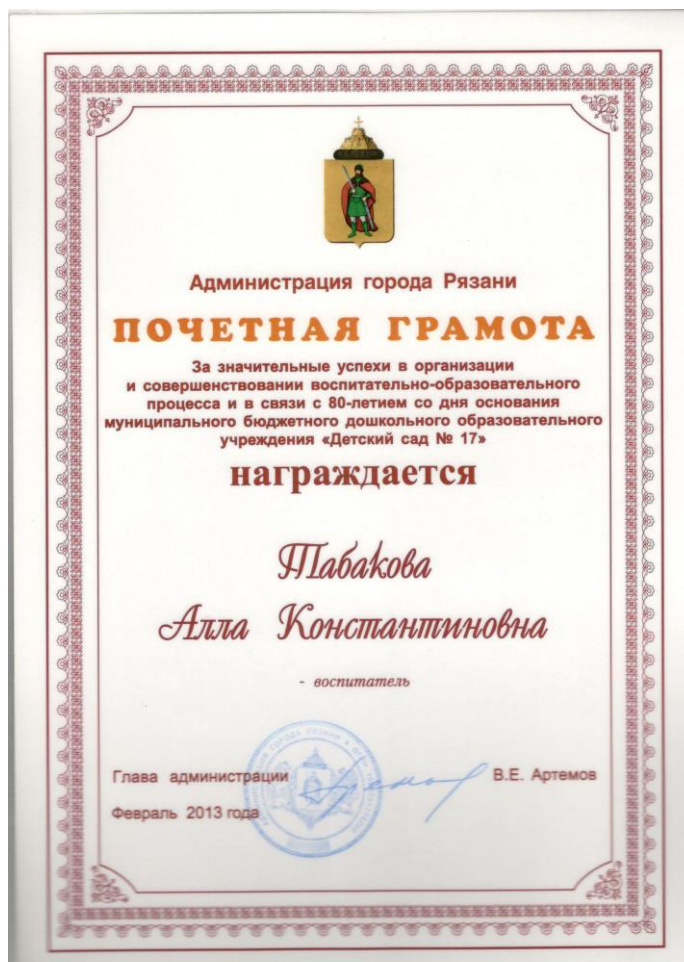 Администрация города Рязани
ПОЧЕТНАЯ ГРАМОТА
За значительные успехи в организации
и совершенствовании воспитательно-образовательного
процесса и в связи с 80-летием со дня основания
муниципального бюджетного дошкольного образовательного
учреждения «Детский сад № 17»
награждается
Табакова
Алла Константиновна
- воспитатель
Глава администрации
В.Е. Артемов
Февраль 2013 года